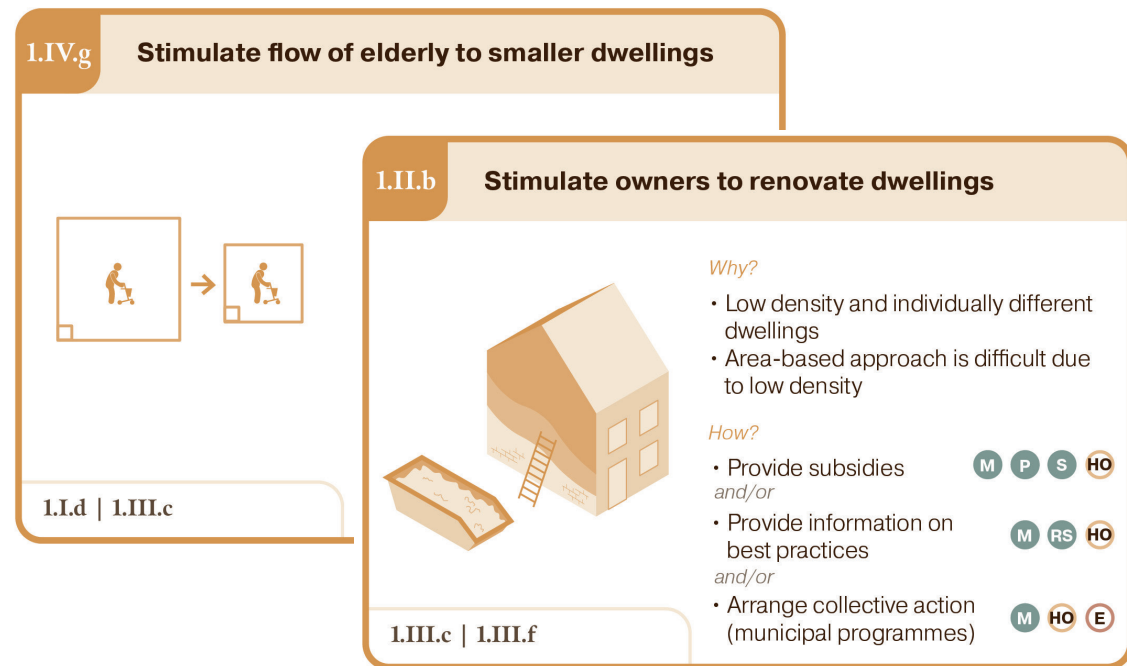 1.IV.g
Stimulate flow of elderly to smaller dwellings
1.I.d | 1.III.c
1.II.b
Stimulate owners to renovate dwellings
Why?
• Low density and individually different
dwellings
• Area-based approach is difficult due
to low density
How?
• Provide subsidies M P S HO
and/or
• Provide information on
best practices M RS HO
and/or
• Arrange collective action
(municipal programmes) M HO E
1.III.c | 1.III.f